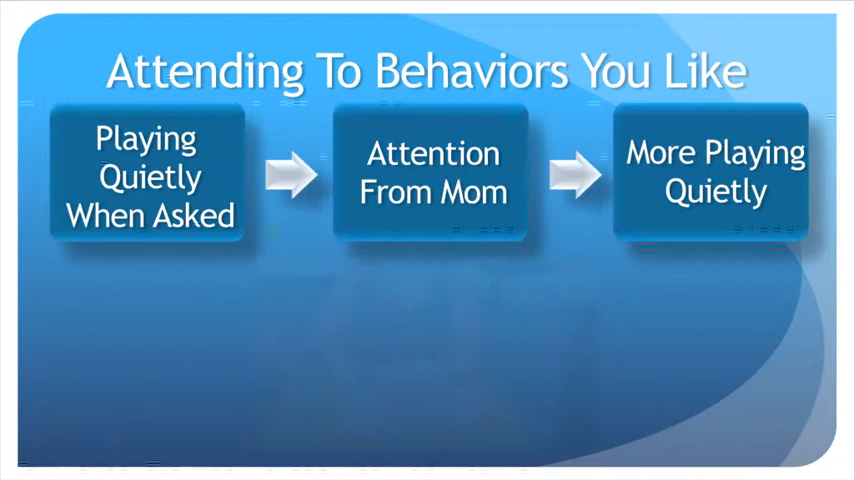 Attending To Behaviors You Like
Playing
Quietly
When Asked
Attention
From Mom
More Playing
Quietly